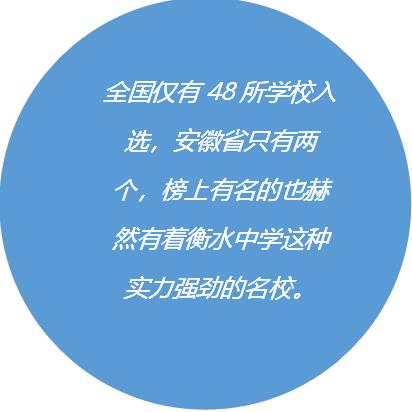 全国仅有 48 所学校入
选，安徽省只有两
个，榜上有名的也赫
然有着衡水中学这种
实力强劲的名校。